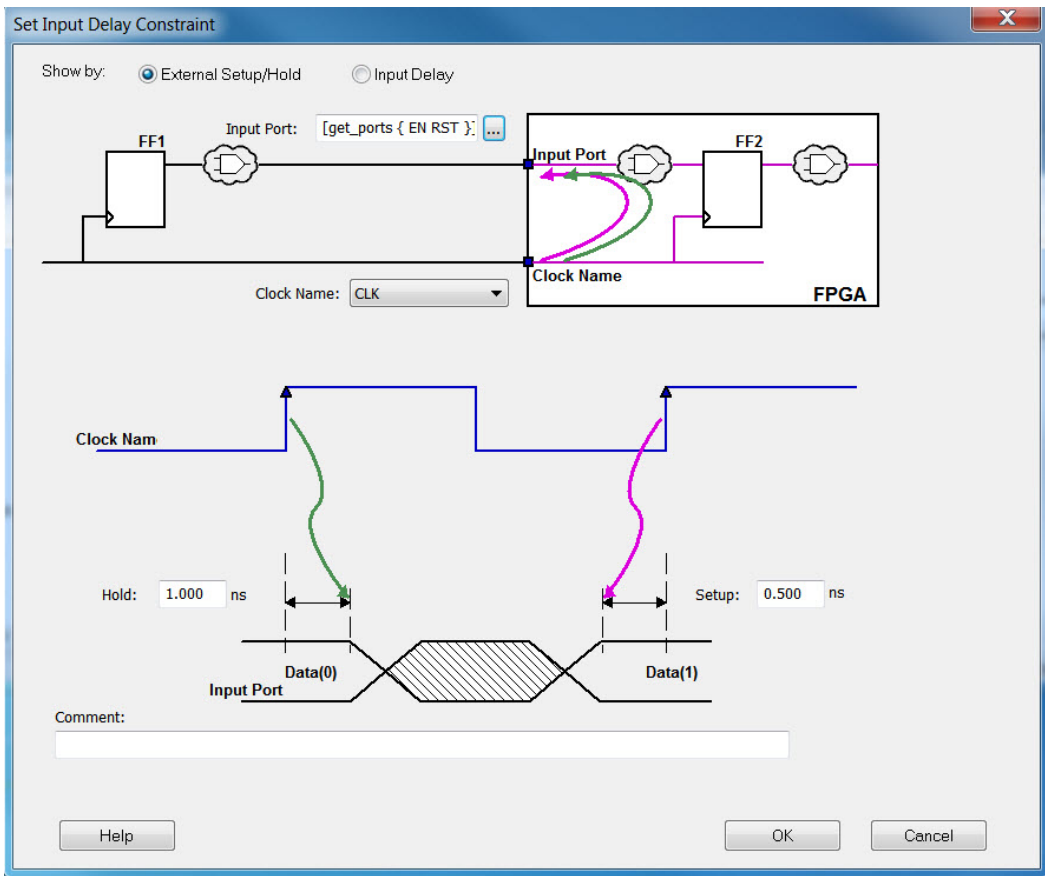 Set Input Delay Constraint
X
Show by: External Setup/Hold Input Delay
Input Port: [get_ports { EN RST }] ...
FF1
Input Port
FF2
Clock Name
Clock Name: CLK
FPGA
Clock Nam
Hold: 1.000 ns
Setup: 0.500 ns
Data(0)
Data(1)
Input Port
Comment:
Help
OK
Cancel